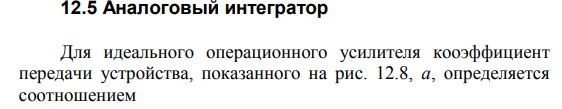 12.5 Аналоговый интегратор
Для идеального операционного усилителя кооэффициент
передачи устройства, показанного на рис. 12.8, а, определяется
соотношением